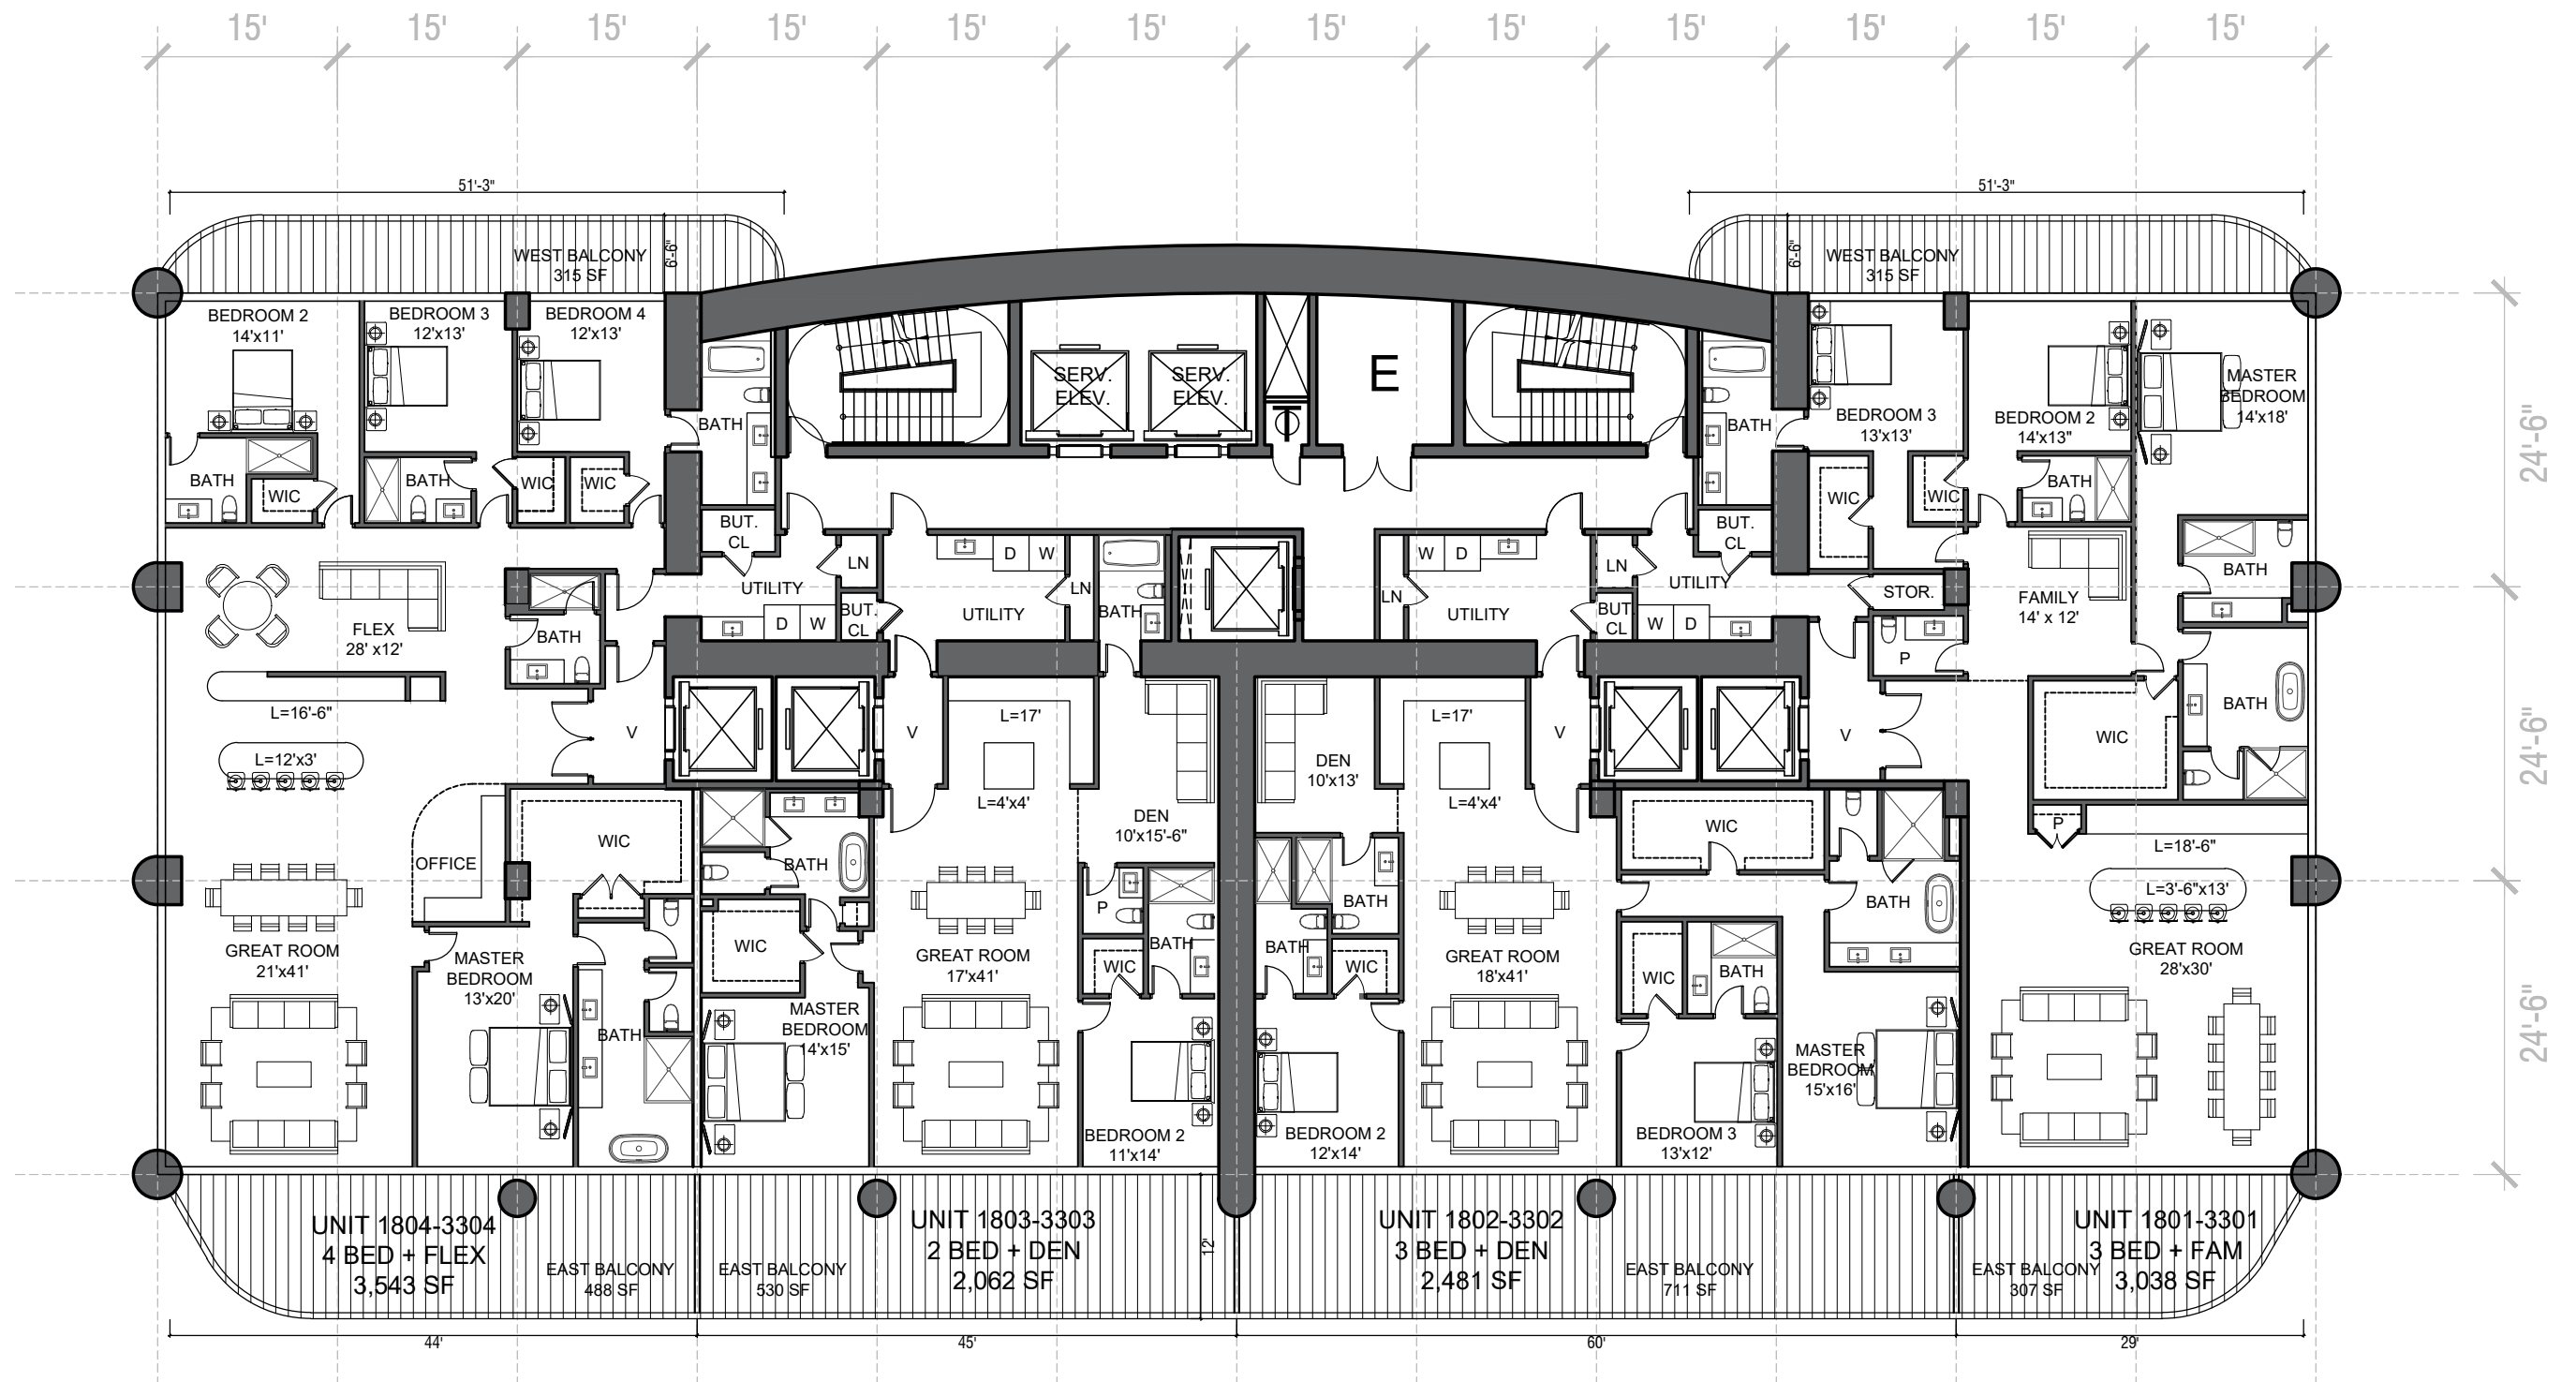 15' 15' 15' 15' 15' 15' 15' 15' 15' 15' 15' 15'
51'-3" 51'-3"
WEST BALCONY
315 SF
6'-6"
6'-6"
WEST BALCONY
315 SF
24'-6"
24'-6"
24'-6"
BEDROOM 2
14'x11'
BEDROOM 3
12'x13'
BEDROOM 4
12'x13'
BATH
WIC
BATH
WIC
WIC
BATH
BUT.
CL
SERV.
ELEV.
SERV.
ELEV.
T
E
BATH
BUT.
CL
BEDROOM 3
13'x13'
BEDROOM 2
14'x13"
MASTER
BEDROOM
14'x18'
WIC
WIC
BATH
BATH
FLEX
28' x12'
BATH
UTILITY
D W
LN
BUT.
CL
UTILITY
D W
LN
BATH
LN
W D
UTILITY
LN
BUT.
CL
UTILITY
W D
STOR.
P
FAMILY
14' x 12'
BATH
WIC
L=16'-6"
L=12'x3'
V
V
L=17'
L=4'x4'
DEN
10'x15'-6"
DEN
10'x13'
L=17'
L=4'x4'
V
V
P
L=18'-6"
L=3'-6"x13'
OFFICE
WIC
BATH
WIC
P
BATH
WIC
BATH
BATH
WIC
WIC
WIC
BATH
BATH
GREAT ROOM
21'x41'
MASTER
BEDROOM
13'x20'
BATH
MASTER
BEDROOM
14'x15'
GREAT ROOM
17'x41'
BEDROOM 2
11'x14'
BEDROOM 2
12'x14'
GREAT ROOM
18'x41'
BEDROOM 3
13'x12'
MASTER
BEDROOM
15'x16'
GREAT ROOM
28'x30'
UNIT 1804-3304
4 BED + FLEX
3,543 SF
EAST BALCONY
488 SF
EAST BALCONY
530 SF
UNIT 1803-3303
2 BED + DEN
2,062 SF
12'
UNIT 1802-3302
3 BED + DEN
2,481 SF
EAST BALCONY
711 SF
EAST BALCONY
307 SF
UNIT 1801-3301
3 BED + FAM
3,038 SF
44' 45' 60' 29'